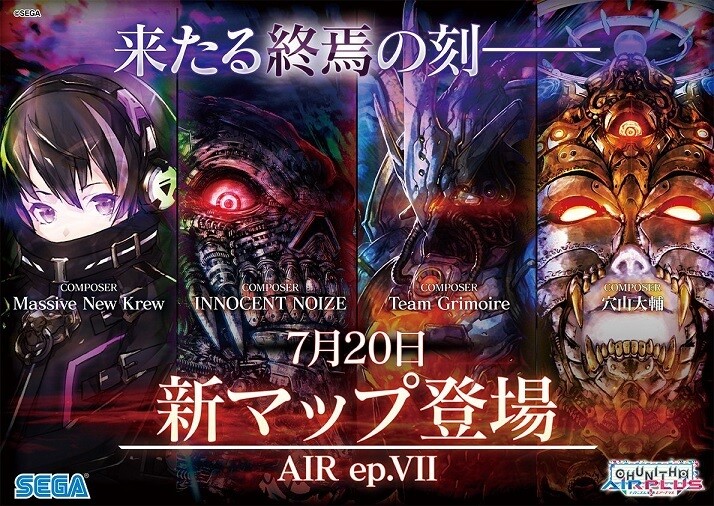 ©SEGA
来たる終焉の刻――
COMPOSER
Massive New Krew
COMPOSER
INNOCENT NOIZE
COMPOSER
Team Grimoire
COMPOSER
穴山大輔
7月20日
新マップ登場
AIR ep.VII
SEGA
CHUNITHM
AIR PLUS